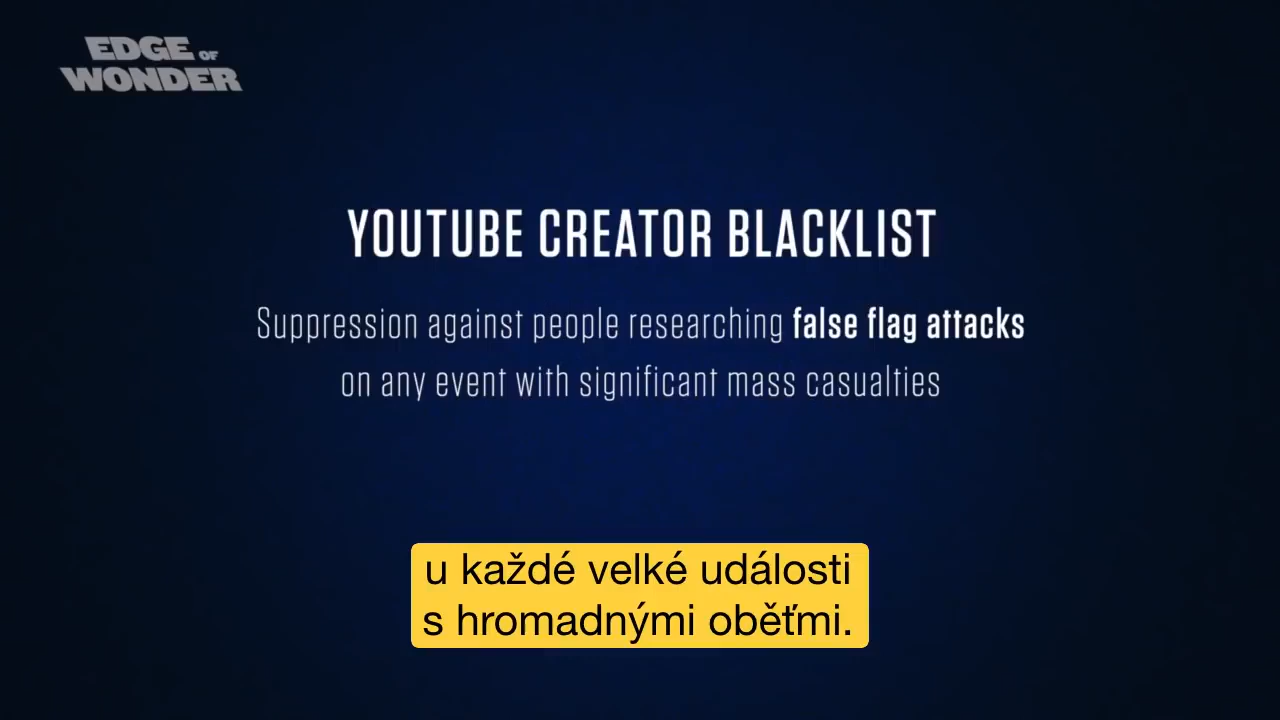 EDGE OF
WONDER
YOUTUBE CREATOR BLACKLIST
Suppression against people researching false flag attacks
on any event with significant mass casualties
u každé velké události
s hromadnými oběťmi.